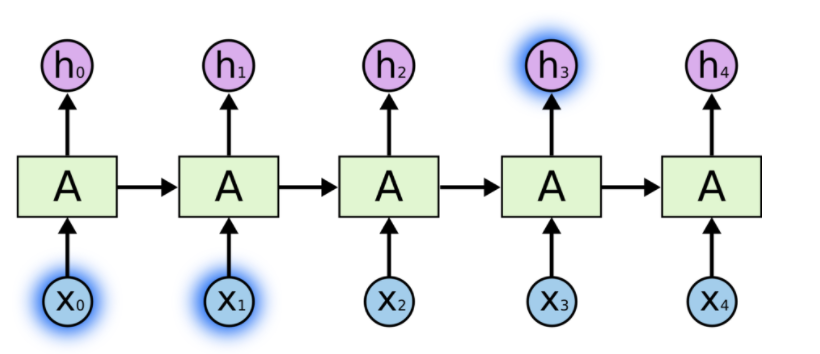 h₀ h₁ h₂ h₃ h₄
A A A A A
x₀ x₁ x₂ x₃ x₄